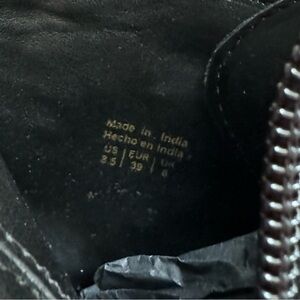 Made in India
Hecho en India
US | EUR | UK
8.5 | 39 | 6